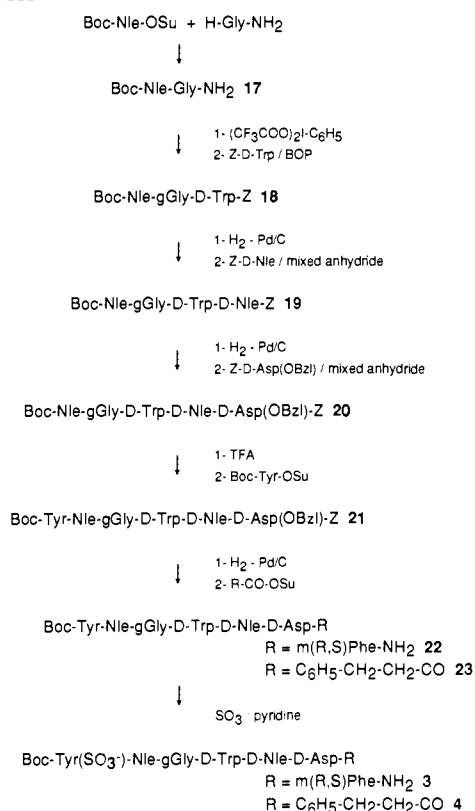 Boc-Nle-OSu + H-Gly-NH2
Boc-Nle-Gly-NH2 17
1- (CF3COO)2I-C6H5
2- Z-D-Trp / BOP
Boc-Nle-gGly-D-Trp-Z 18
1- H2 - Pd/C
2- Z-D-Nle / mixed anhydride
Boc-Nle-gGly-D-Trp-D-Nle-Z 19
1- H2 - Pd/C
2- Z-D-Asp(OBzl) / mixed anhydride
Boc-Nle-gGly-D-Trp-D-Nle-D-Asp(OBzl)-Z 20
1- TFA
2- Boc-Tyr-OSu
Boc-Tyr-Nle-gGly-D-Trp-D-Nle-D-Asp(OBzl)-Z 21
1- H2 - Pd/C
2- R-CO-OSu
Boc-Tyr-Nle-gGly-D-Trp-D-Nle-D-Asp-R
R = m(R,S)Phe-NH2 22
R = C6H5-CH2-CH2-CO 23
SO3 pyridine
Boc-Tyr(SO3-)-Nle-gGly-D-Trp-D-Nle-D-Asp-R
R = m(R,S)Phe-NH2 3
R = C6H5-CH2-CH2-CO 4